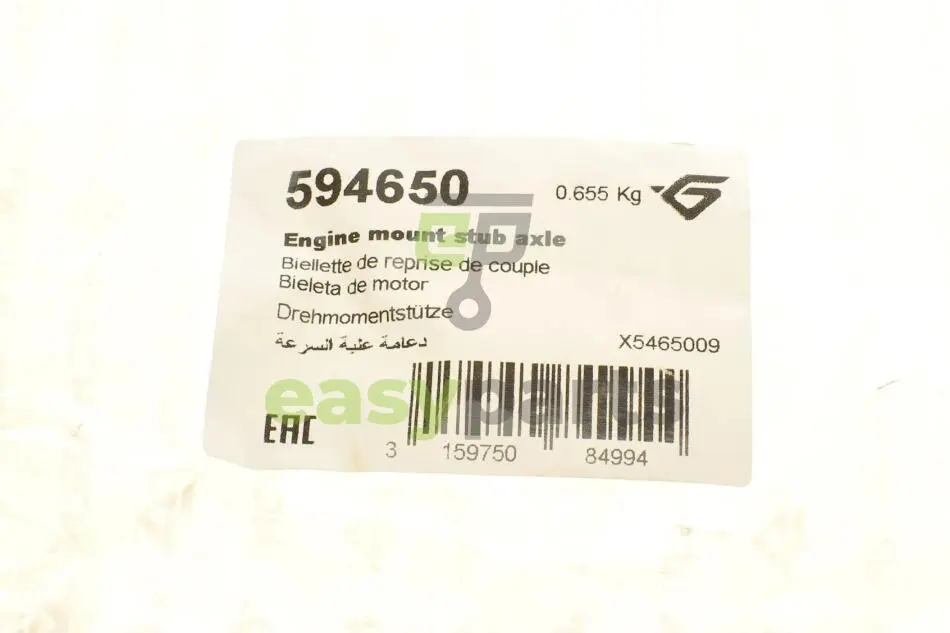 594650
0.655 Kg
Engine mount stub axle
Biellette de reprise de couple
Bieleta de motor
Drehmomentstütze
دعامة علبة السرعة
X5465009
easyparts
EAC
3 159750 84994